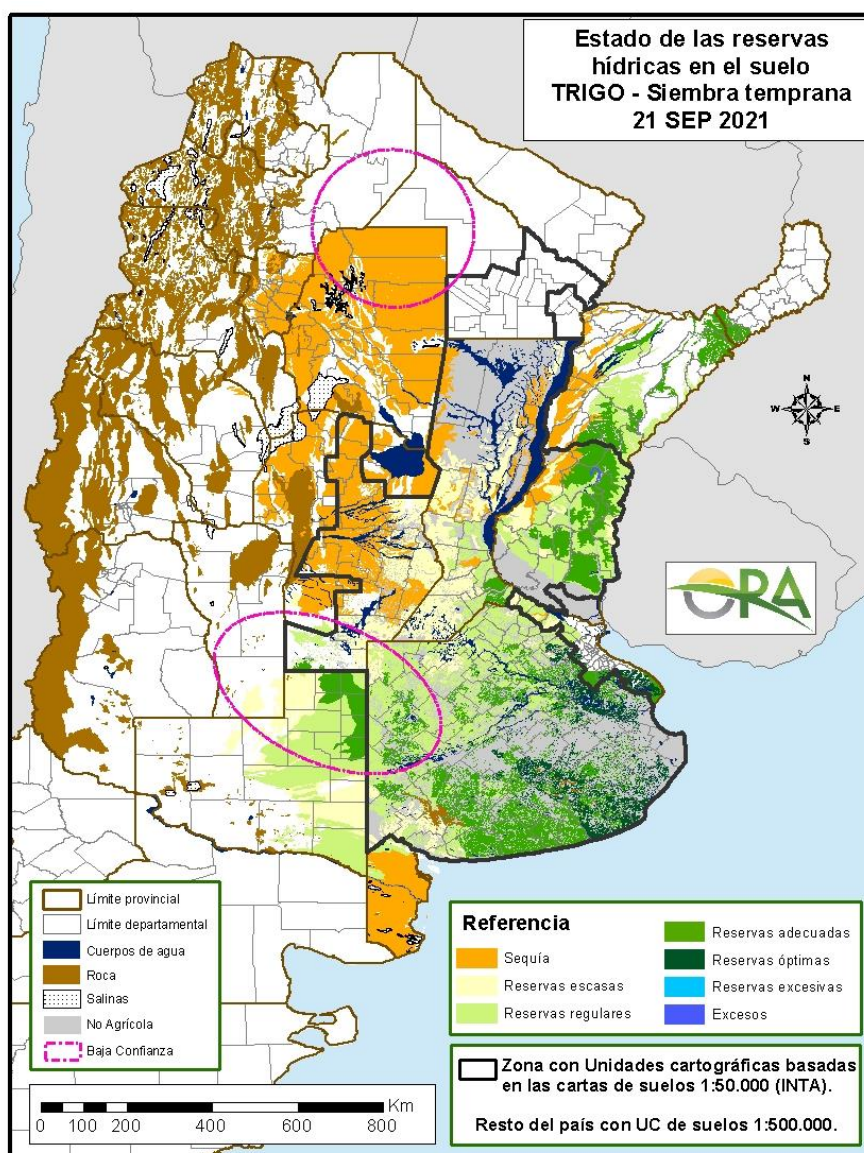 Estado de las reservas
hídricas en el suelo
TRIGO - Siembra temprana
21 SEP 2021
N
W E
S
OPA
Límite provincial
Límite departamental
Cuerpos de agua
Roca
Salinas
No Agrícola
Baja Confianza
Referencia
Sequía
Reservas escasas
Reservas regulares
Reservas adecuadas
Reservas óptimas
Reservas excesivas
Excesos
Zona con Unidades cartográficas basadas
en las cartas de suelos 1:50.000 (INTA).
Resto del país con UC de suelos 1:500.000.
Km
0 100 200 400 600 800